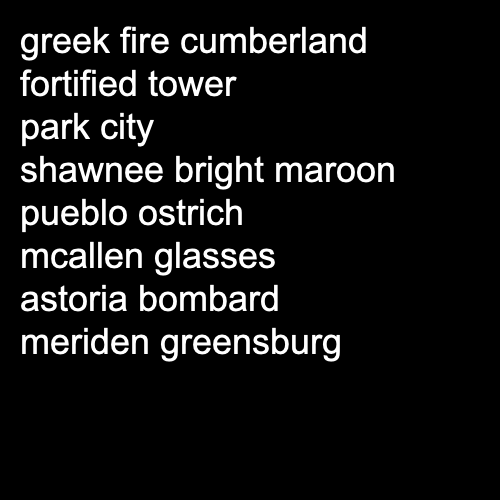 greek fire cumberland
fortified tower
park city
shawnee bright maroon
pueblo ostrich
mcallen glasses
astoria bombard
meriden greensburg